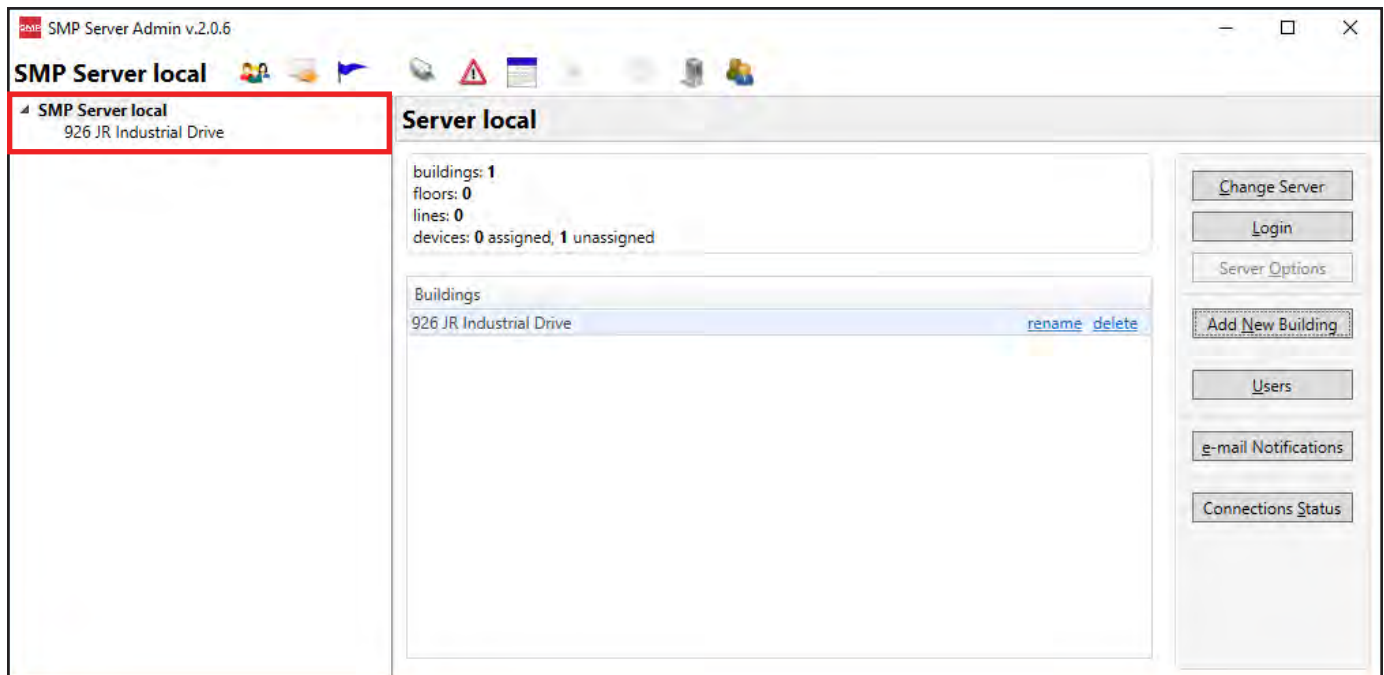 SMP SMP Server Admin v.2.0.6
SMP Server local
SMP Server local
926 JR Industrial Drive
Server local
buildings: 1
floors: 0
lines: 0
devices: 0 assigned, 1 unassigned
Buildings
926 JR Industrial Drive rename delete
Change Server
Login
Server Options
Add New Building
Users
e-mail Notifications
Connections Status